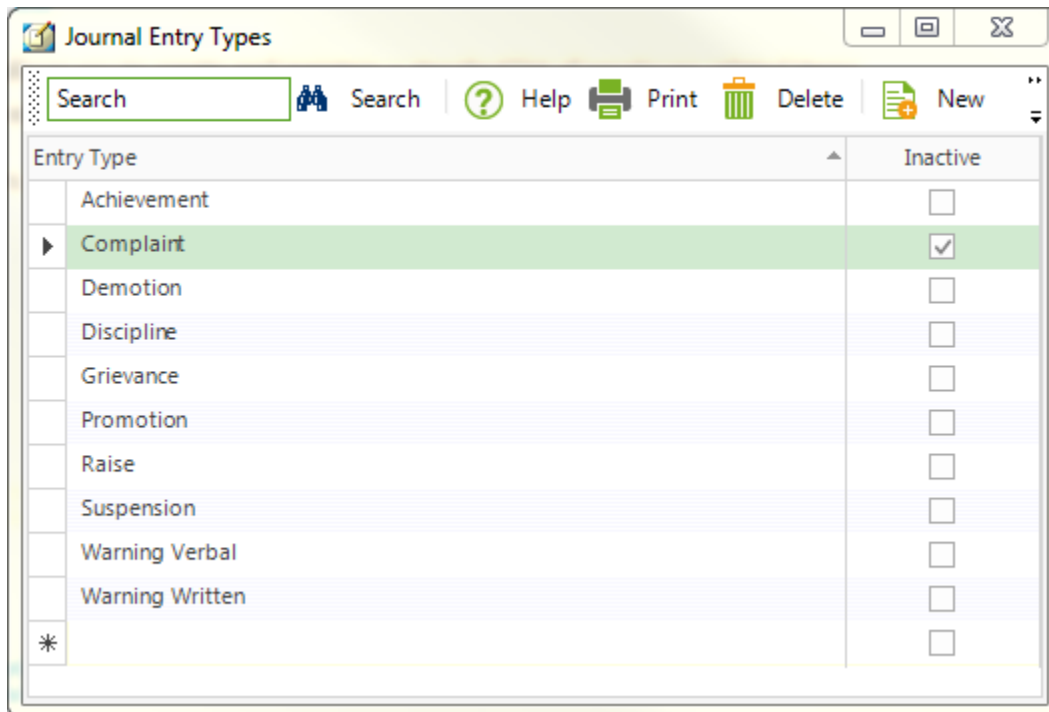 Journal Entry Types
Search Search Help Print Delete New
Entry Type Inactive
Achievement
Complaint
Demotion
Discipline
Grievance
Promotion
Raise
Suspension
Warning Verbal
Warning Written